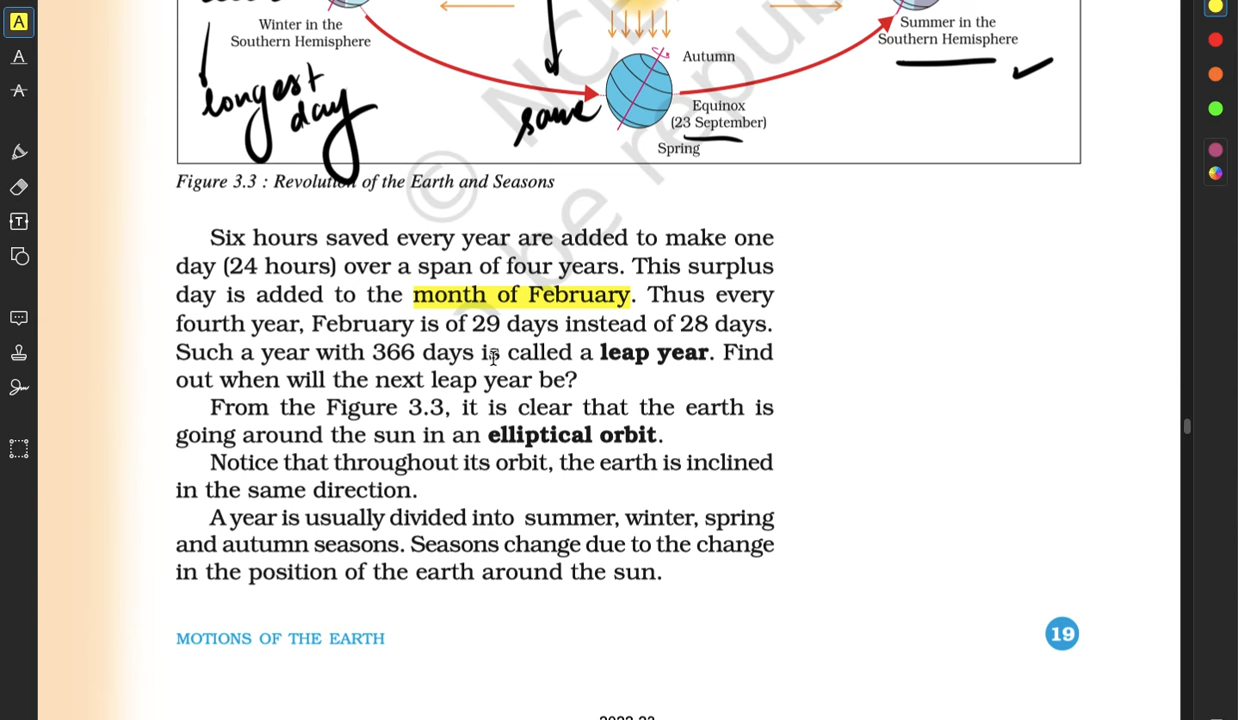 Winter in the
Southern Hemisphere
Summer in the
Southern Hemisphere
longest
day
same
Autumn
Equinox
(23 September)
Spring
Figure 3.3 : Revolution of the Earth and Seasons
Six hours saved every year are added to make one
day (24 hours) over a span of four years. This surplus
day is added to the month of February. Thus every
fourth year, February is of 29 days instead of 28 days.
Such a year with 366 days is called a leap year. Find
out when will the next leap year be?
From the Figure 3.3, it is clear that the earth is
going around the sun in an elliptical orbit.
Notice that throughout its orbit, the earth is inclined
in the same direction.
A year is usually divided into summer, winter, spring
and autumn seasons. Seasons change due to the change
in the position of the earth around the sun.
MOTIONS OF THE EARTH
19